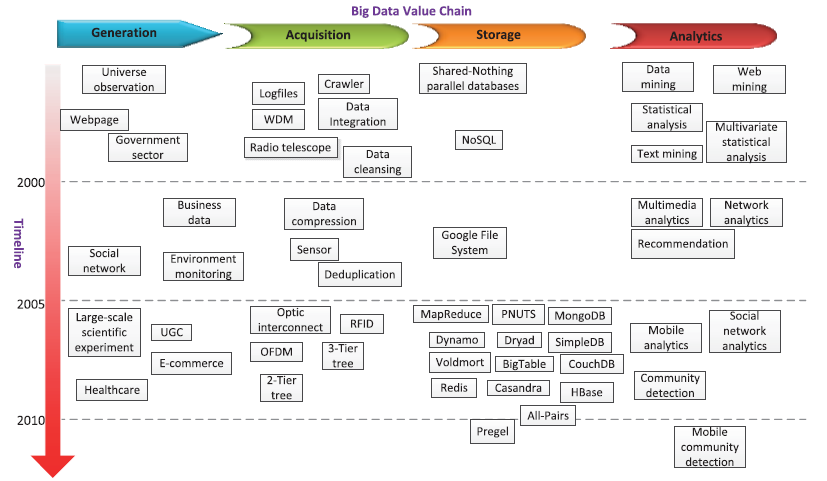 Big Data Value Chain
Generation
Acquisition
Storage
Analytics
Timeline
Universe
observation
Webpage
Government
sector
Logfiles
Crawler
WDM
Data
Integration
Radio telescope
Data
cleansing
Shared-Nothing
parallel databases
NoSQL
Data
mining
Web
mining
Statistical
analysis
Multivariate
statistical
analysis
Text mining
2000
Business
data
Social
network
Environment
monitoring
Data
compression
Sensor
Deduplication
Google File
System
Multimedia
analytics
Network
analytics
Recommendation
2005
Large-scale
scientific
experiment
UGC
E-commerce
Healthcare
Optic
interconnect
RFID
OFDM
3-Tier
tree
2-Tier
tree
MapReduce
PNUTS
MongoDB
Dynamo
Dryad
SimpleDB
Voldmort
BigTable
CouchDB
Redis
Casandra
HBase
All-Pairs
Mobile
analytics
Social
network
analytics
Community
detection
2010
Pregel
Mobile
community
detection